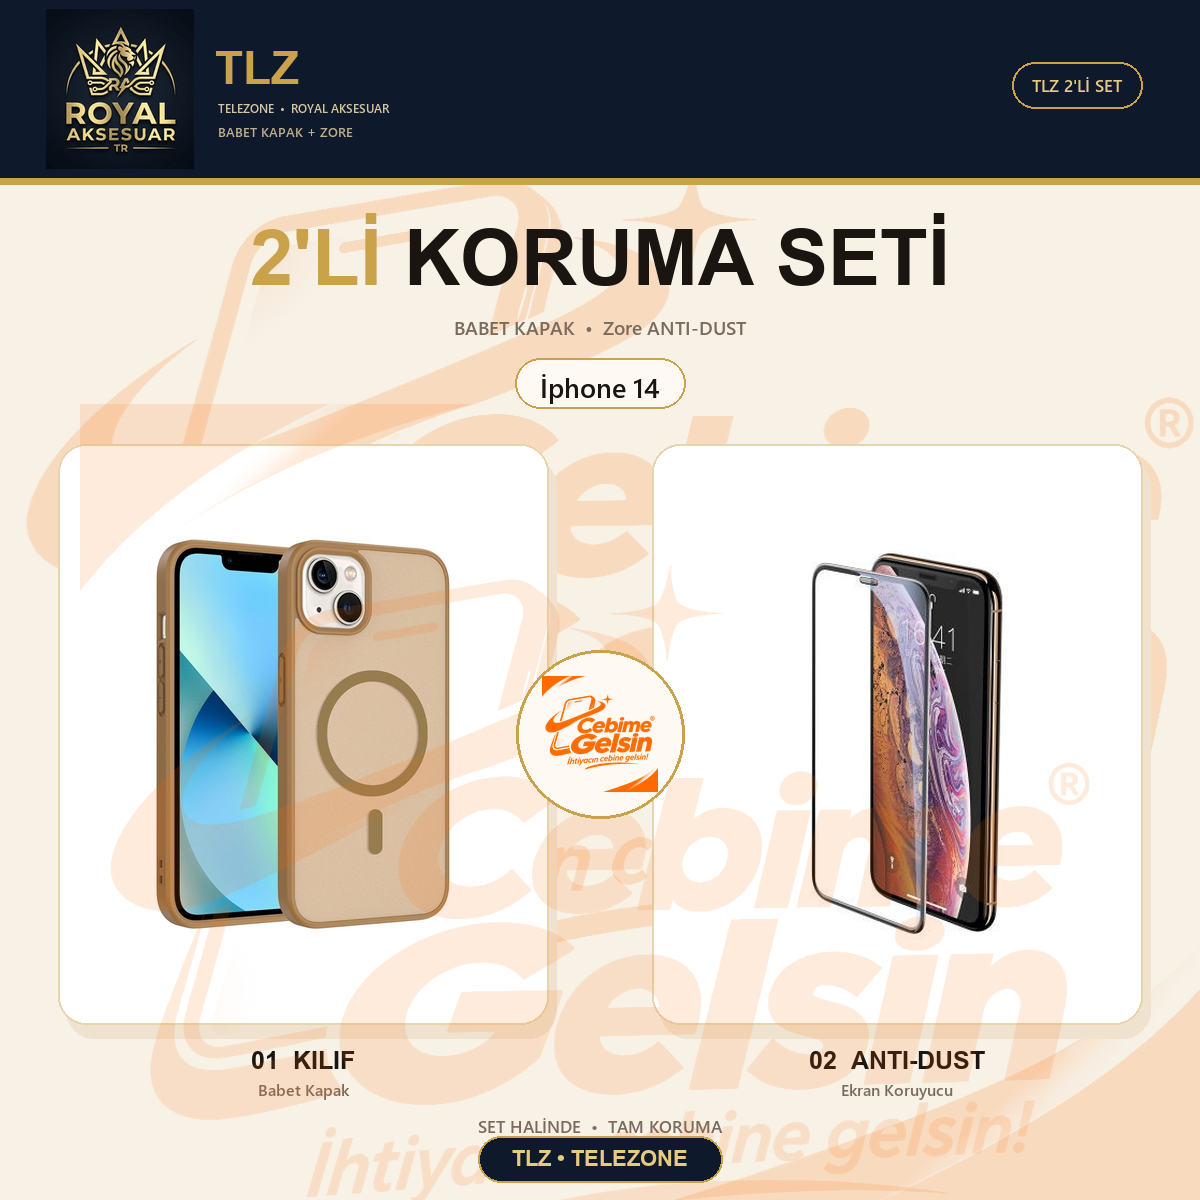 ROYAL
AKSESUAR
TR
TLZ
TELEZONE • ROYAL AKSESUAR
BABET KAPAK + ZORE
TLZ 2'Lİ SET
2'Lİ KORUMA SETİ
BABET KAPAK • Zore ANTI-DUST
İphone 14
Cebime
Gelsin
İhtiyacın cebine gelsin!
Cebime®
Gelsin
01 KILIF
Babet Kapak
02 ANTI-DUST
Ekran Koruyucu
SET HALİNDE • TAM KORUMA
TLZ • TELEZONE